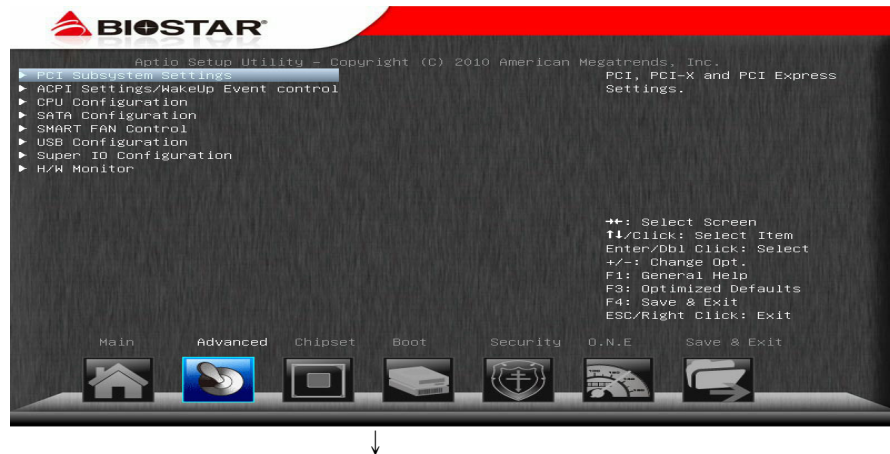 BIOSTAR®
Aptio Setup Utility – Copyright (C) 2010 American Megatrends, Inc.
► PCI Subsystem Settings
► ACPI Settings/WakeUp Event control
► CPU Configuration
► SATA Configuration
► SMART FAN Control
► USB Configuration
► Super IO Configuration
► H/W Monitor
PCI, PCI-X and PCI Express
Settings.
→←: Select Screen
↑↓/Click: Select Item
Enter/Dbl Click: Select
+/-: Change Opt.
F1: General Help
F3: Optimized Defaults
F4: Save & Exit
ESC/Right Click: Exit
Main Advanced Chipset Boot Security O.N.E Save & Exit